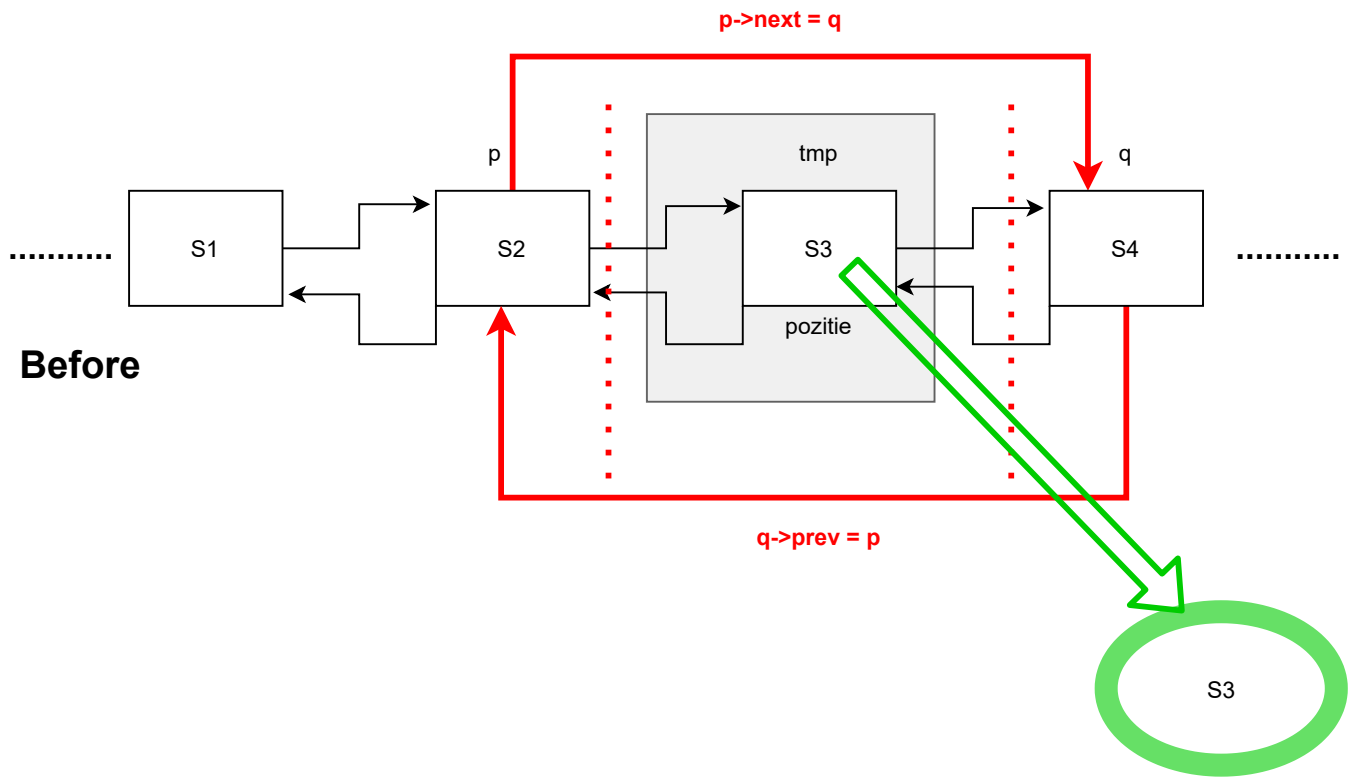 p->next = q
p
tmp
q
...........
S1
S2
S3
S4
...........
pozitie
Before
q->prev = p
S3